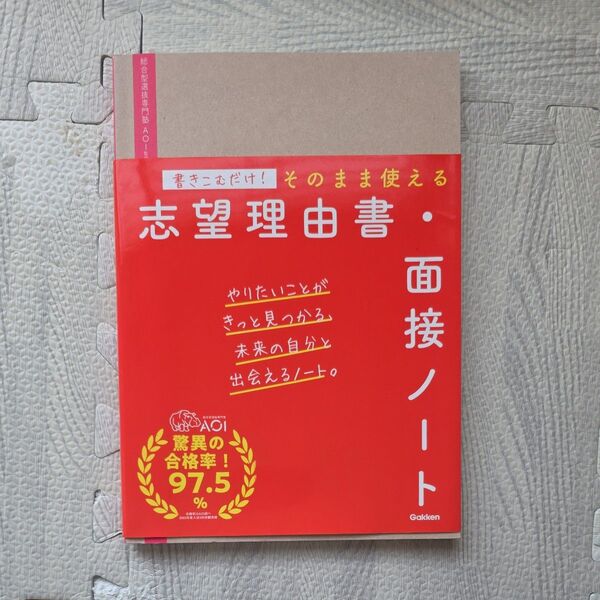 総合型選抜専門塾 AOI
書きこむだけ!
そのまま使える
志望理由書・
面接ノート
やりたいことが
きっと見つかる、
未来の自分と
出会えるノート。
AOI
驚異の
合格率!
97.5
%
Gakken